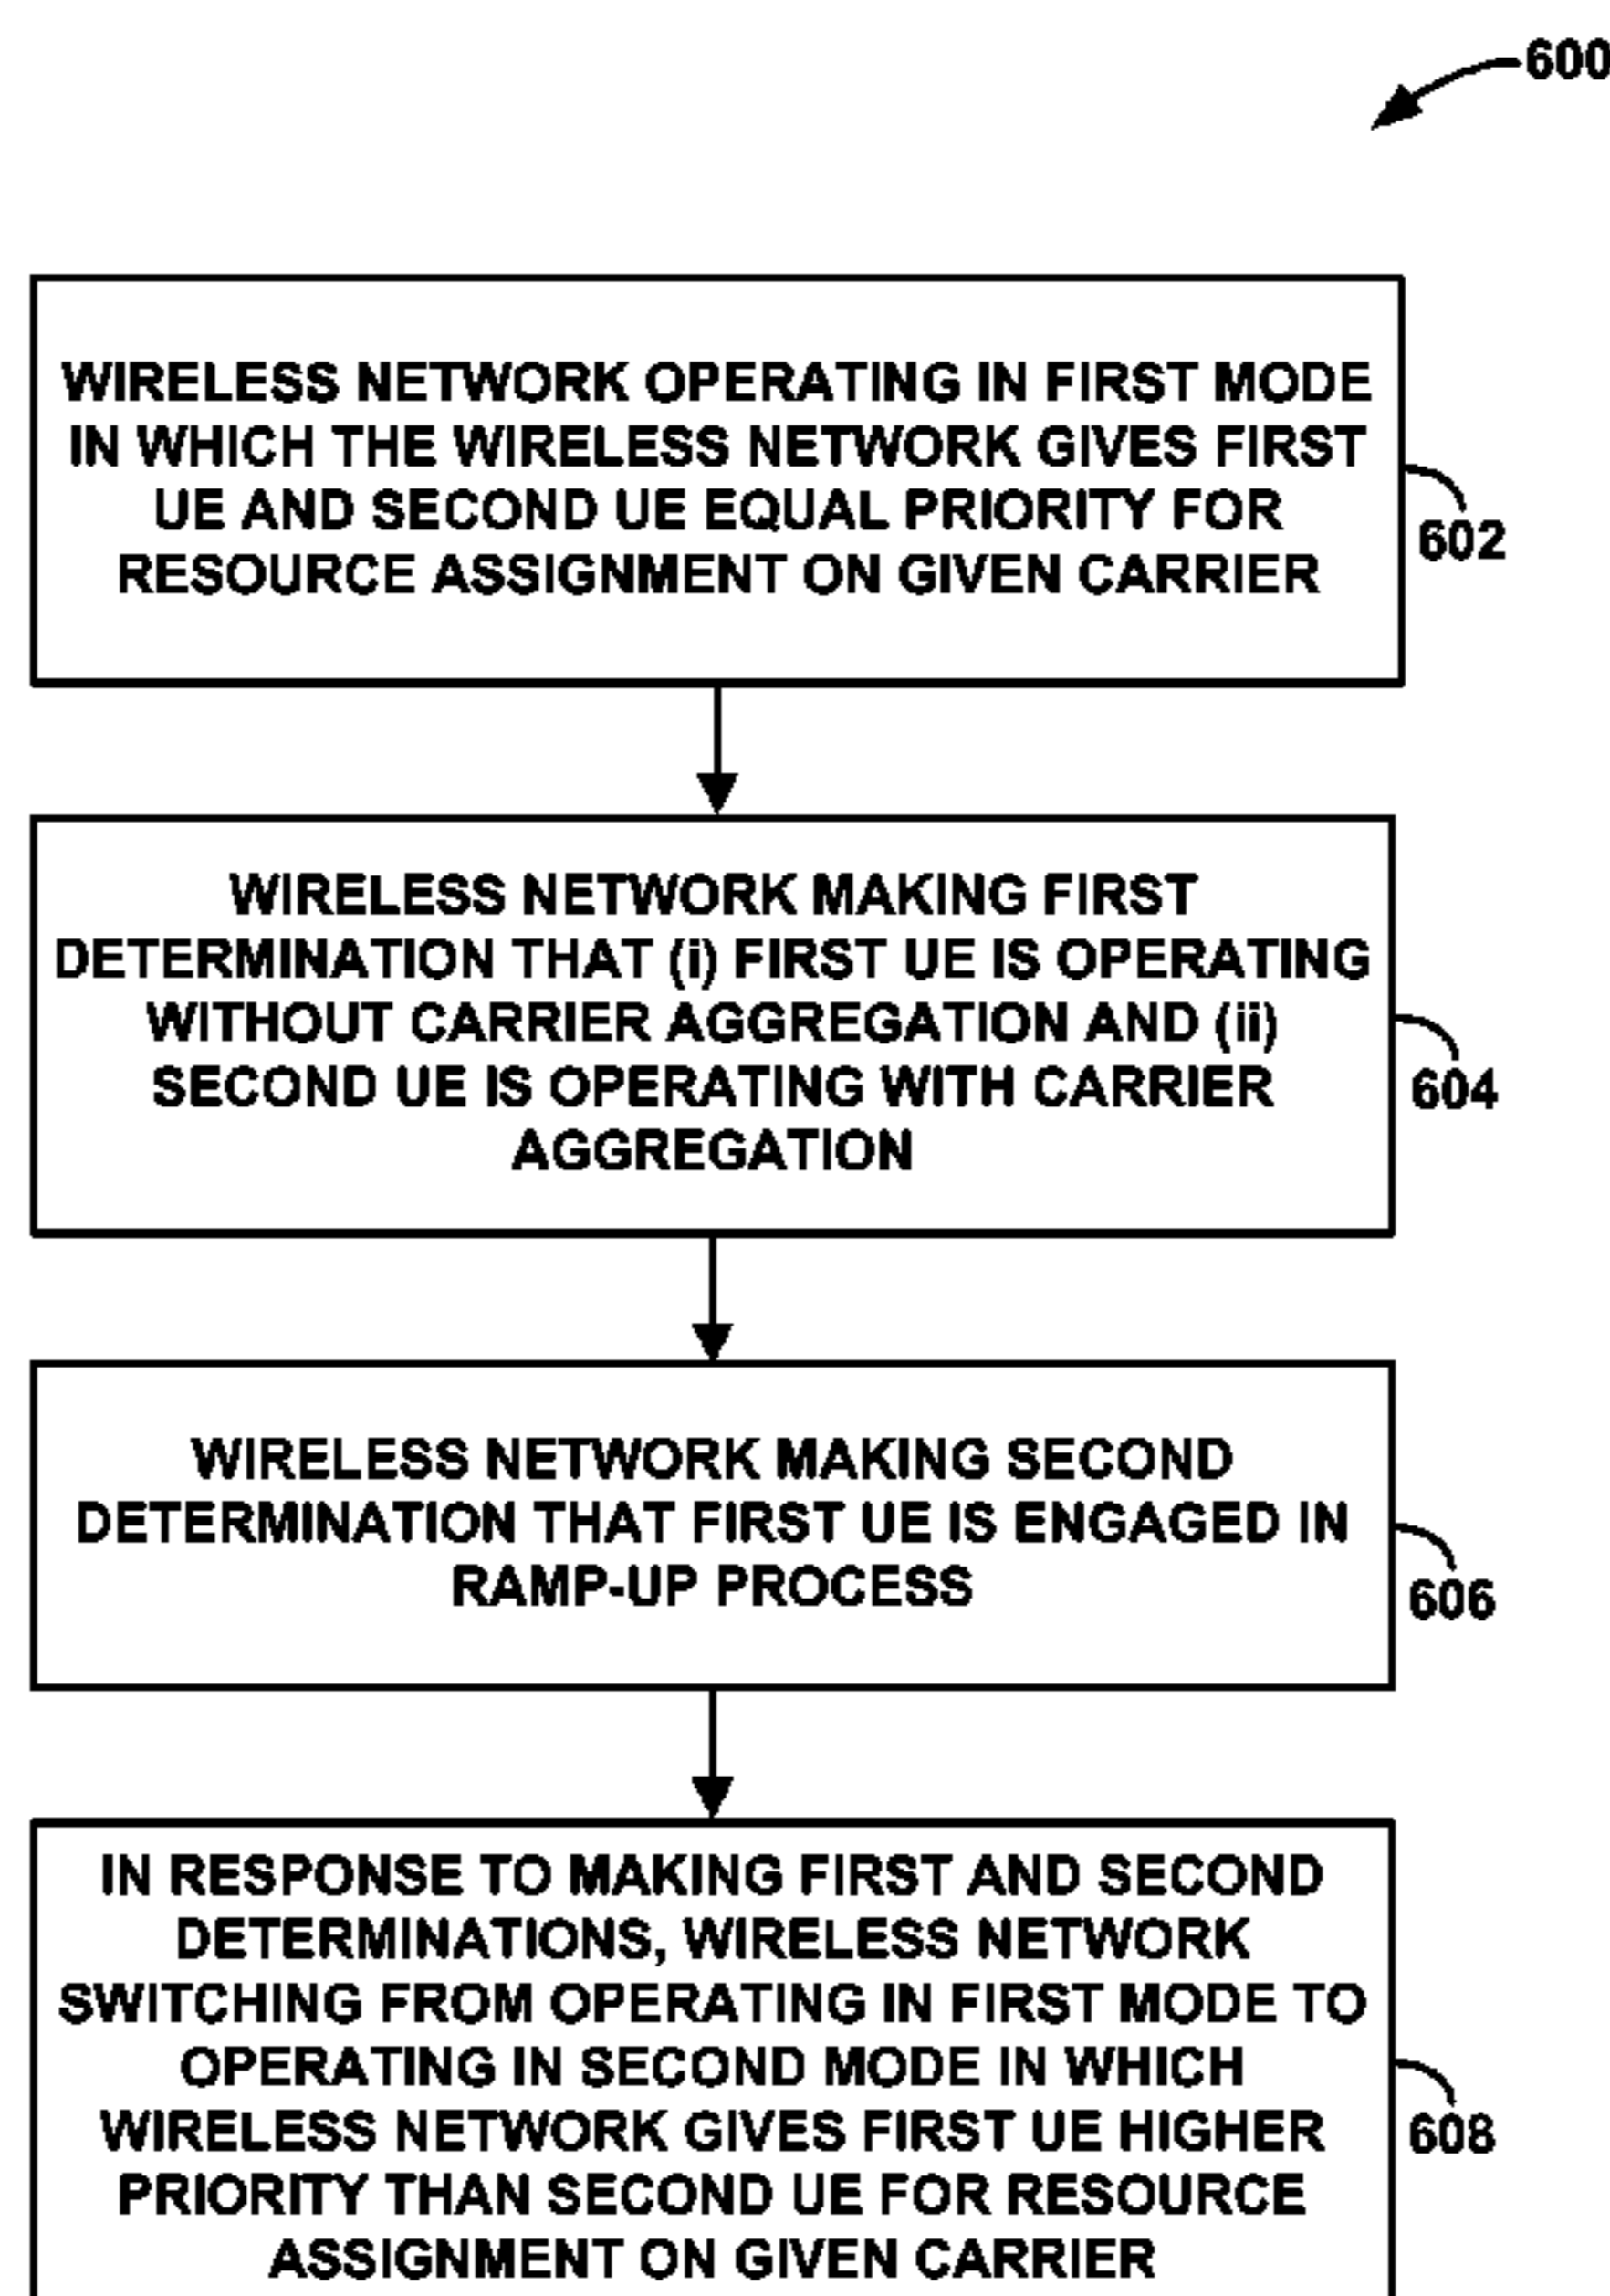 600
WIRELESS NETWORK OPERATING IN FIRST MODE
IN WHICH THE WIRELESS NETWORK GIVES FIRST
UE AND SECOND UE EQUAL PRIORITY FOR
RESOURCE ASSIGNMENT ON GIVEN CARRIER
602
WIRELESS NETWORK MAKING FIRST
DETERMINATION THAT (i) FIRST UE IS OPERATING
WITHOUT CARRIER AGGREGATION AND (ii)
SECOND UE IS OPERATING WITH CARRIER
AGGREGATION
604
WIRELESS NETWORK MAKING SECOND
DETERMINATION THAT FIRST UE IS ENGAGED IN
RAMP-UP PROCESS
606
IN RESPONSE TO MAKING FIRST AND SECOND
DETERMINATIONS, WIRELESS NETWORK
SWITCHING FROM OPERATING IN FIRST MODE TO
OPERATING IN SECOND MODE IN WHICH
WIRELESS NETWORK GIVES FIRST UE HIGHER
PRIORITY THAN SECOND UE FOR RESOURCE
ASSIGNMENT ON GIVEN CARRIER
608